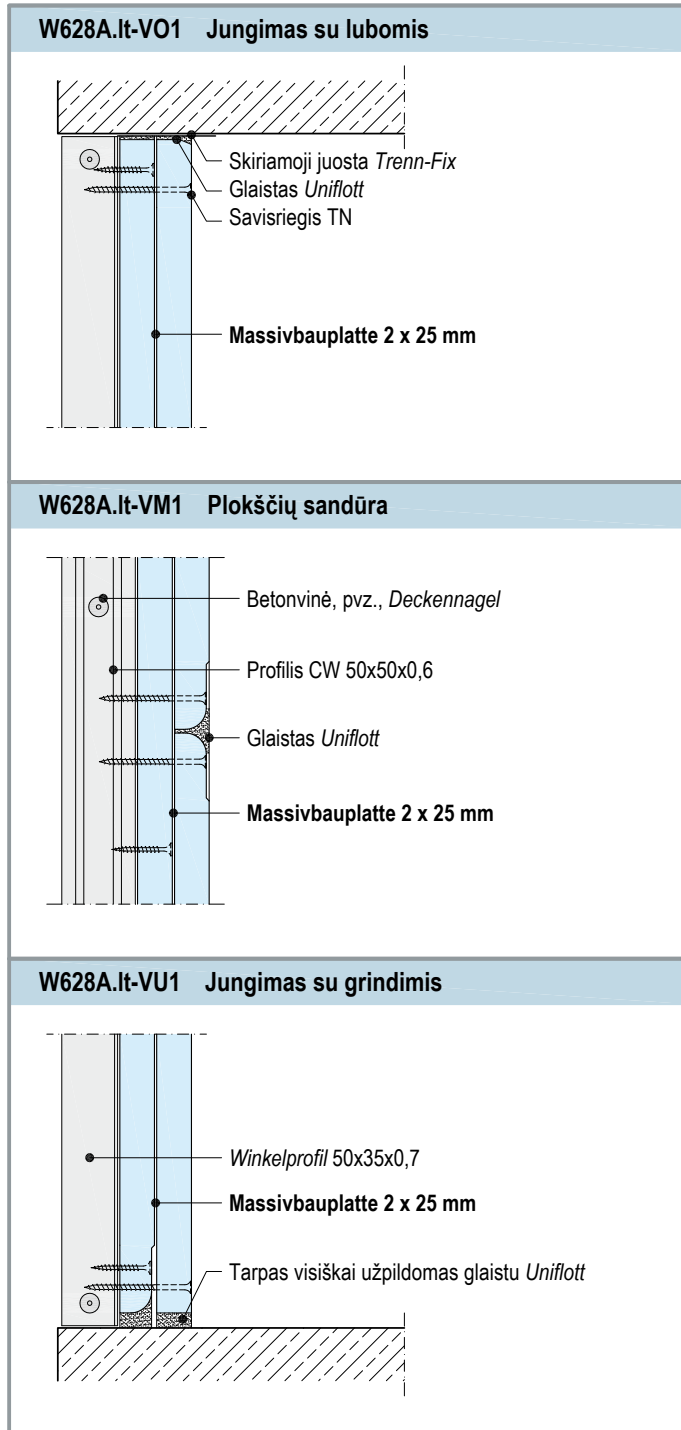 W628A.lt-VO1 Jungimas su lubomis
Skiriamoji juosta Trenn-Fix
Glaistas Uniflott
Savisriegis TN
Massivbauplatte 2 x 25 mm
W628A.lt-VM1 Plokščių sandūra
Betonvinė, pvz., Deckennagel
Profilis CW 50x50x0,6
Glaistas Uniflott
Massivbauplatte 2 x 25 mm
W628A.lt-VU1 Jungimas su grindimis
Winkelprofil 50x35x0,7
Massivbauplatte 2 x 25 mm
Tarpas visiškai užpildomas glaistu Uniflott